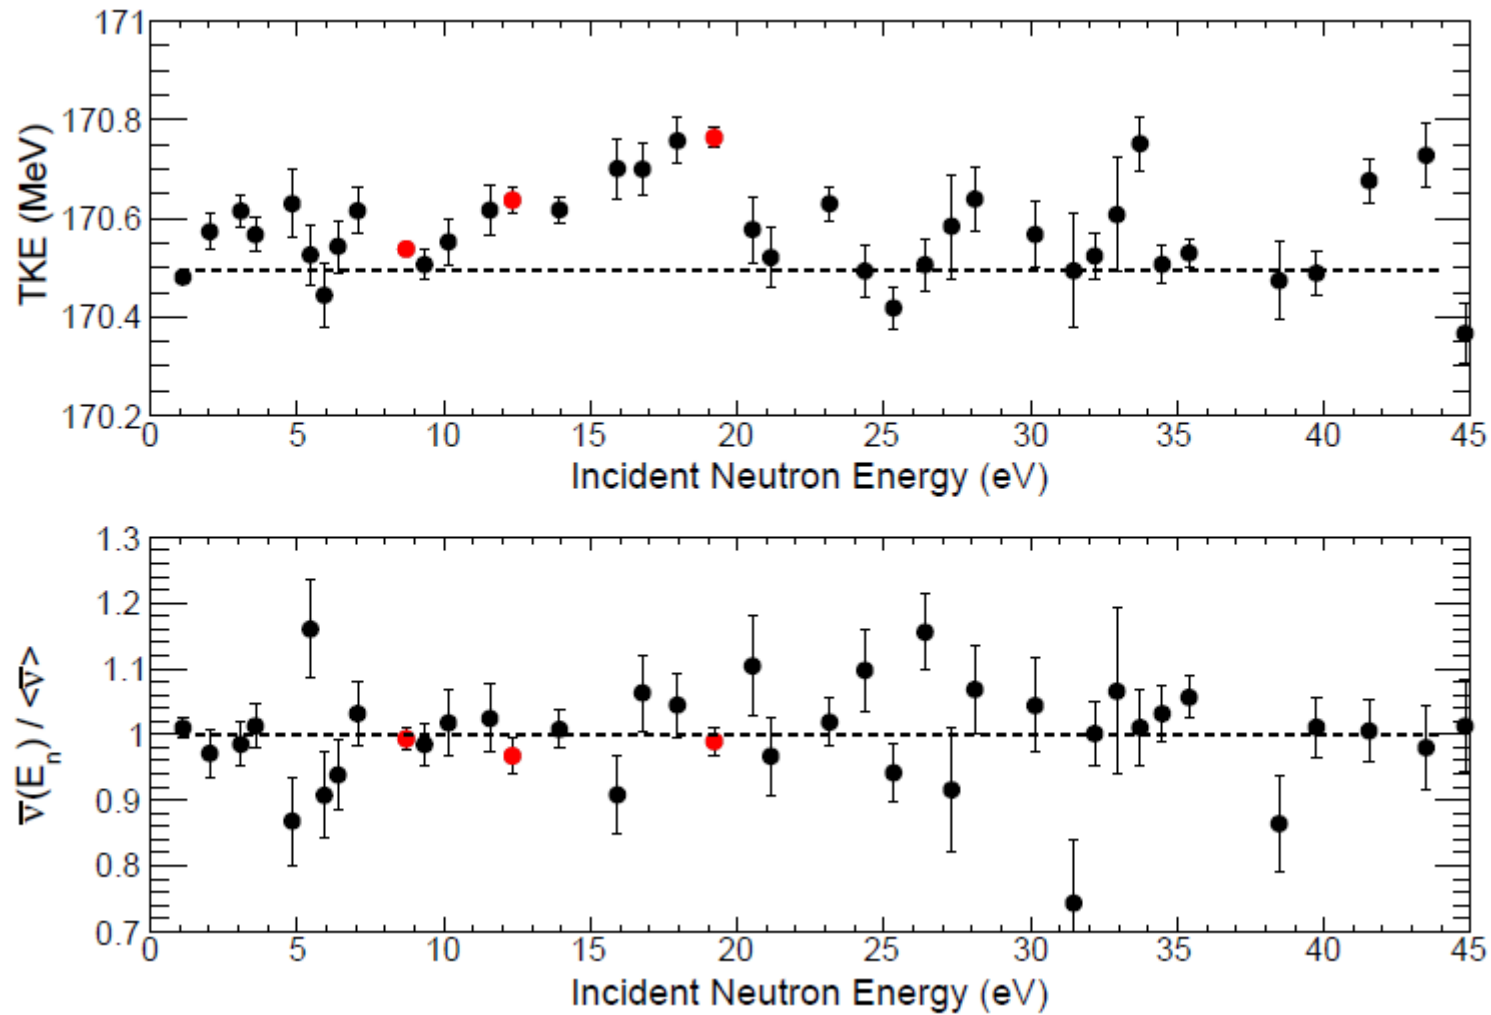 171
170.8
170.6
170.4
170.2
TKE (MeV)
0 5 10 15 20 25 30 35 40 45
Incident Neutron Energy (eV)
1.3
1.2
1.1
1
0.9
0.8
0.7
ν̅(Eₙ) / <ν̅>
0 5 10 15 20 25 30 35 40 45
Incident Neutron Energy (eV)